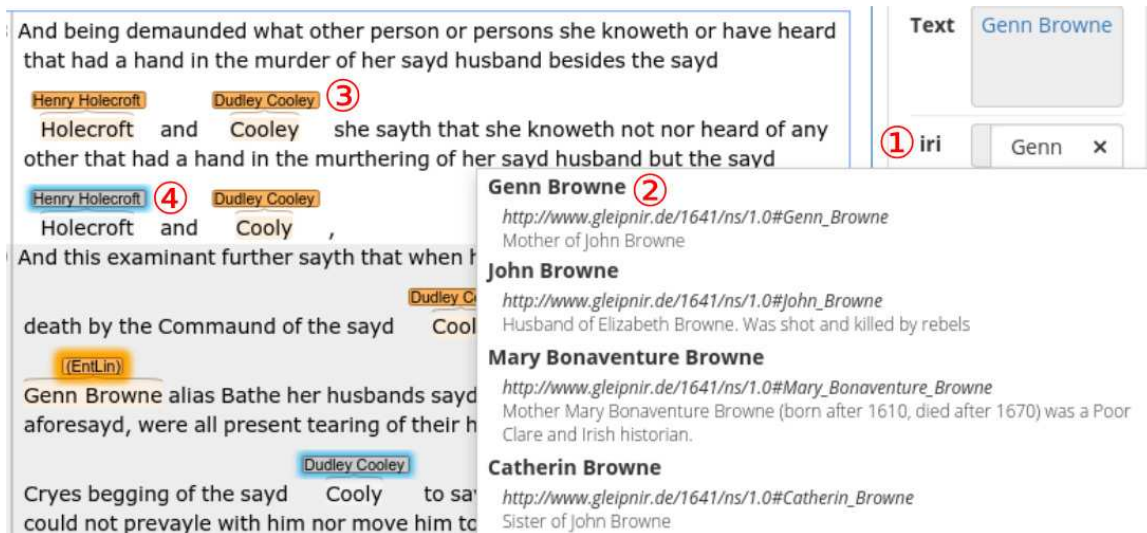 And being demaunded what other person or persons she knoweth or have heard
that had a hand in the murder of her sayd husband besides the sayd
Henry Holecroft Dudley Cooley ③
Holecroft and Cooley she sayth that she knoweth not nor heard of any
other that had a hand in the murthering of her sayd husband but the sayd
Henry Holecroft ④ Dudley Cooley
Holecroft and Cooly ,
And this examinant further sayth that when h
Dudley Co
death by the Commaund of the sayd Cool
(EntLin)
Genn Browne alias Bathe her husbands sayd
aforesayd, were all present tearing of their h
Dudley Cooley
Cryes begging of the sayd Cooly to sa
could not prevayle with him nor move him to
Text Genn Browne
① iri Genn ×
Genn Browne ②
http://www.gleipnir.de/1641/ns/1.0#Genn_Browne
Mother of John Browne
John Browne
http://www.gleipnir.de/1641/ns/1.0#John_Browne
Husband of Elizabeth Browne. Was shot and killed by rebels
Mary Bonaventure Browne
http://www.gleipnir.de/1641/ns/1.0#Mary_Bonaventure_Browne
Mother Mary Bonaventure Browne (born after 1610, died after 1670) was a Poor
Clare and Irish historian.
Catherin Browne
http://www.gleipnir.de/1641/ns/1.0#Catherin_Browne
Sister of John Browne